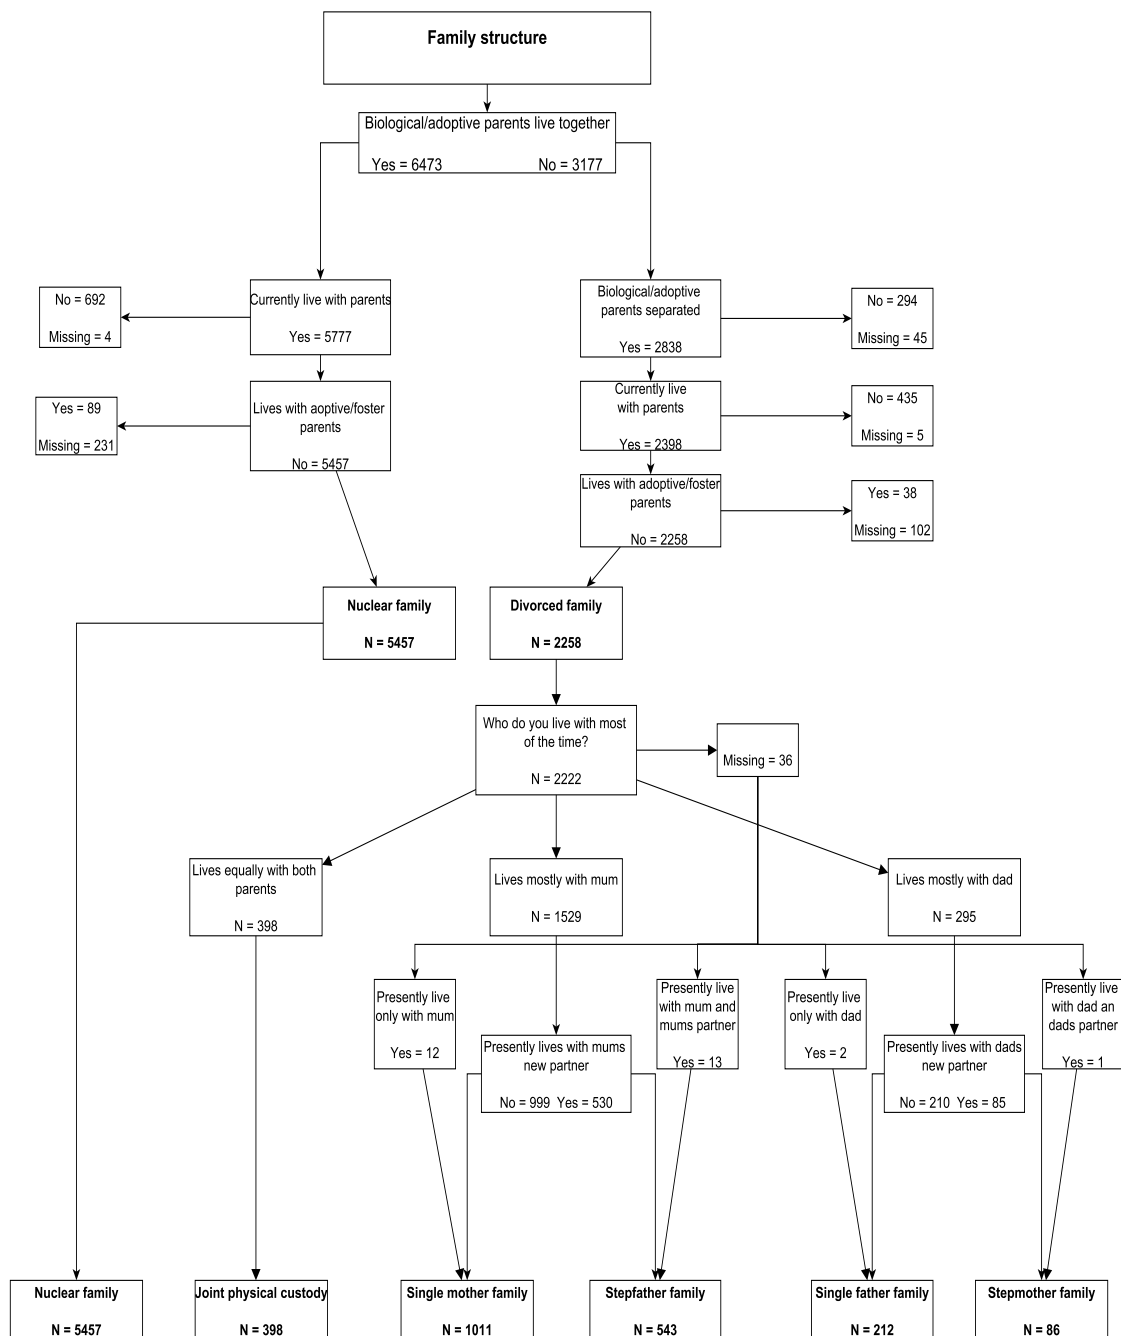 Family structure
Biological/adoptive parents live together
Yes = 6473 No = 3177
Currently live with parents
Yes = 5777
No = 692
Missing = 4
Biological/adoptive
parents separated
Yes = 2838
No = 294
Missing = 45
Lives with aoptive/foster
parents
No = 5457
Yes = 89
Missing = 231
Currently live
with parents
Yes = 2398
No = 435
Missing = 5
Lives with adoptive/foster
parents
No = 2258
Yes = 38
Missing = 102
Nuclear family
N = 5457
Divorced family
N = 2258
Who do you live with most
of the time?
N = 2222
Missing = 36
Lives equally with both
parents
N = 398
Lives mostly with mum
N = 1529
Lives mostly with dad
N = 295
Presently live
only with mum
Yes = 12
Presently lives with mums
new partner
No = 999 Yes = 530
Presently live
with mum and
mums partner
Yes = 13
Presently live
only with dad
Yes = 2
Presently lives with dads
new partner
No = 210 Yes = 85
Presently live
with dad an
dads partner
Yes = 1
Nuclear family
N = 5457
Joint physical custody
N = 398
Single mother family
N = 1011
Stepfather family
N = 543
Single father family
N = 212
Stepmother family
N = 86